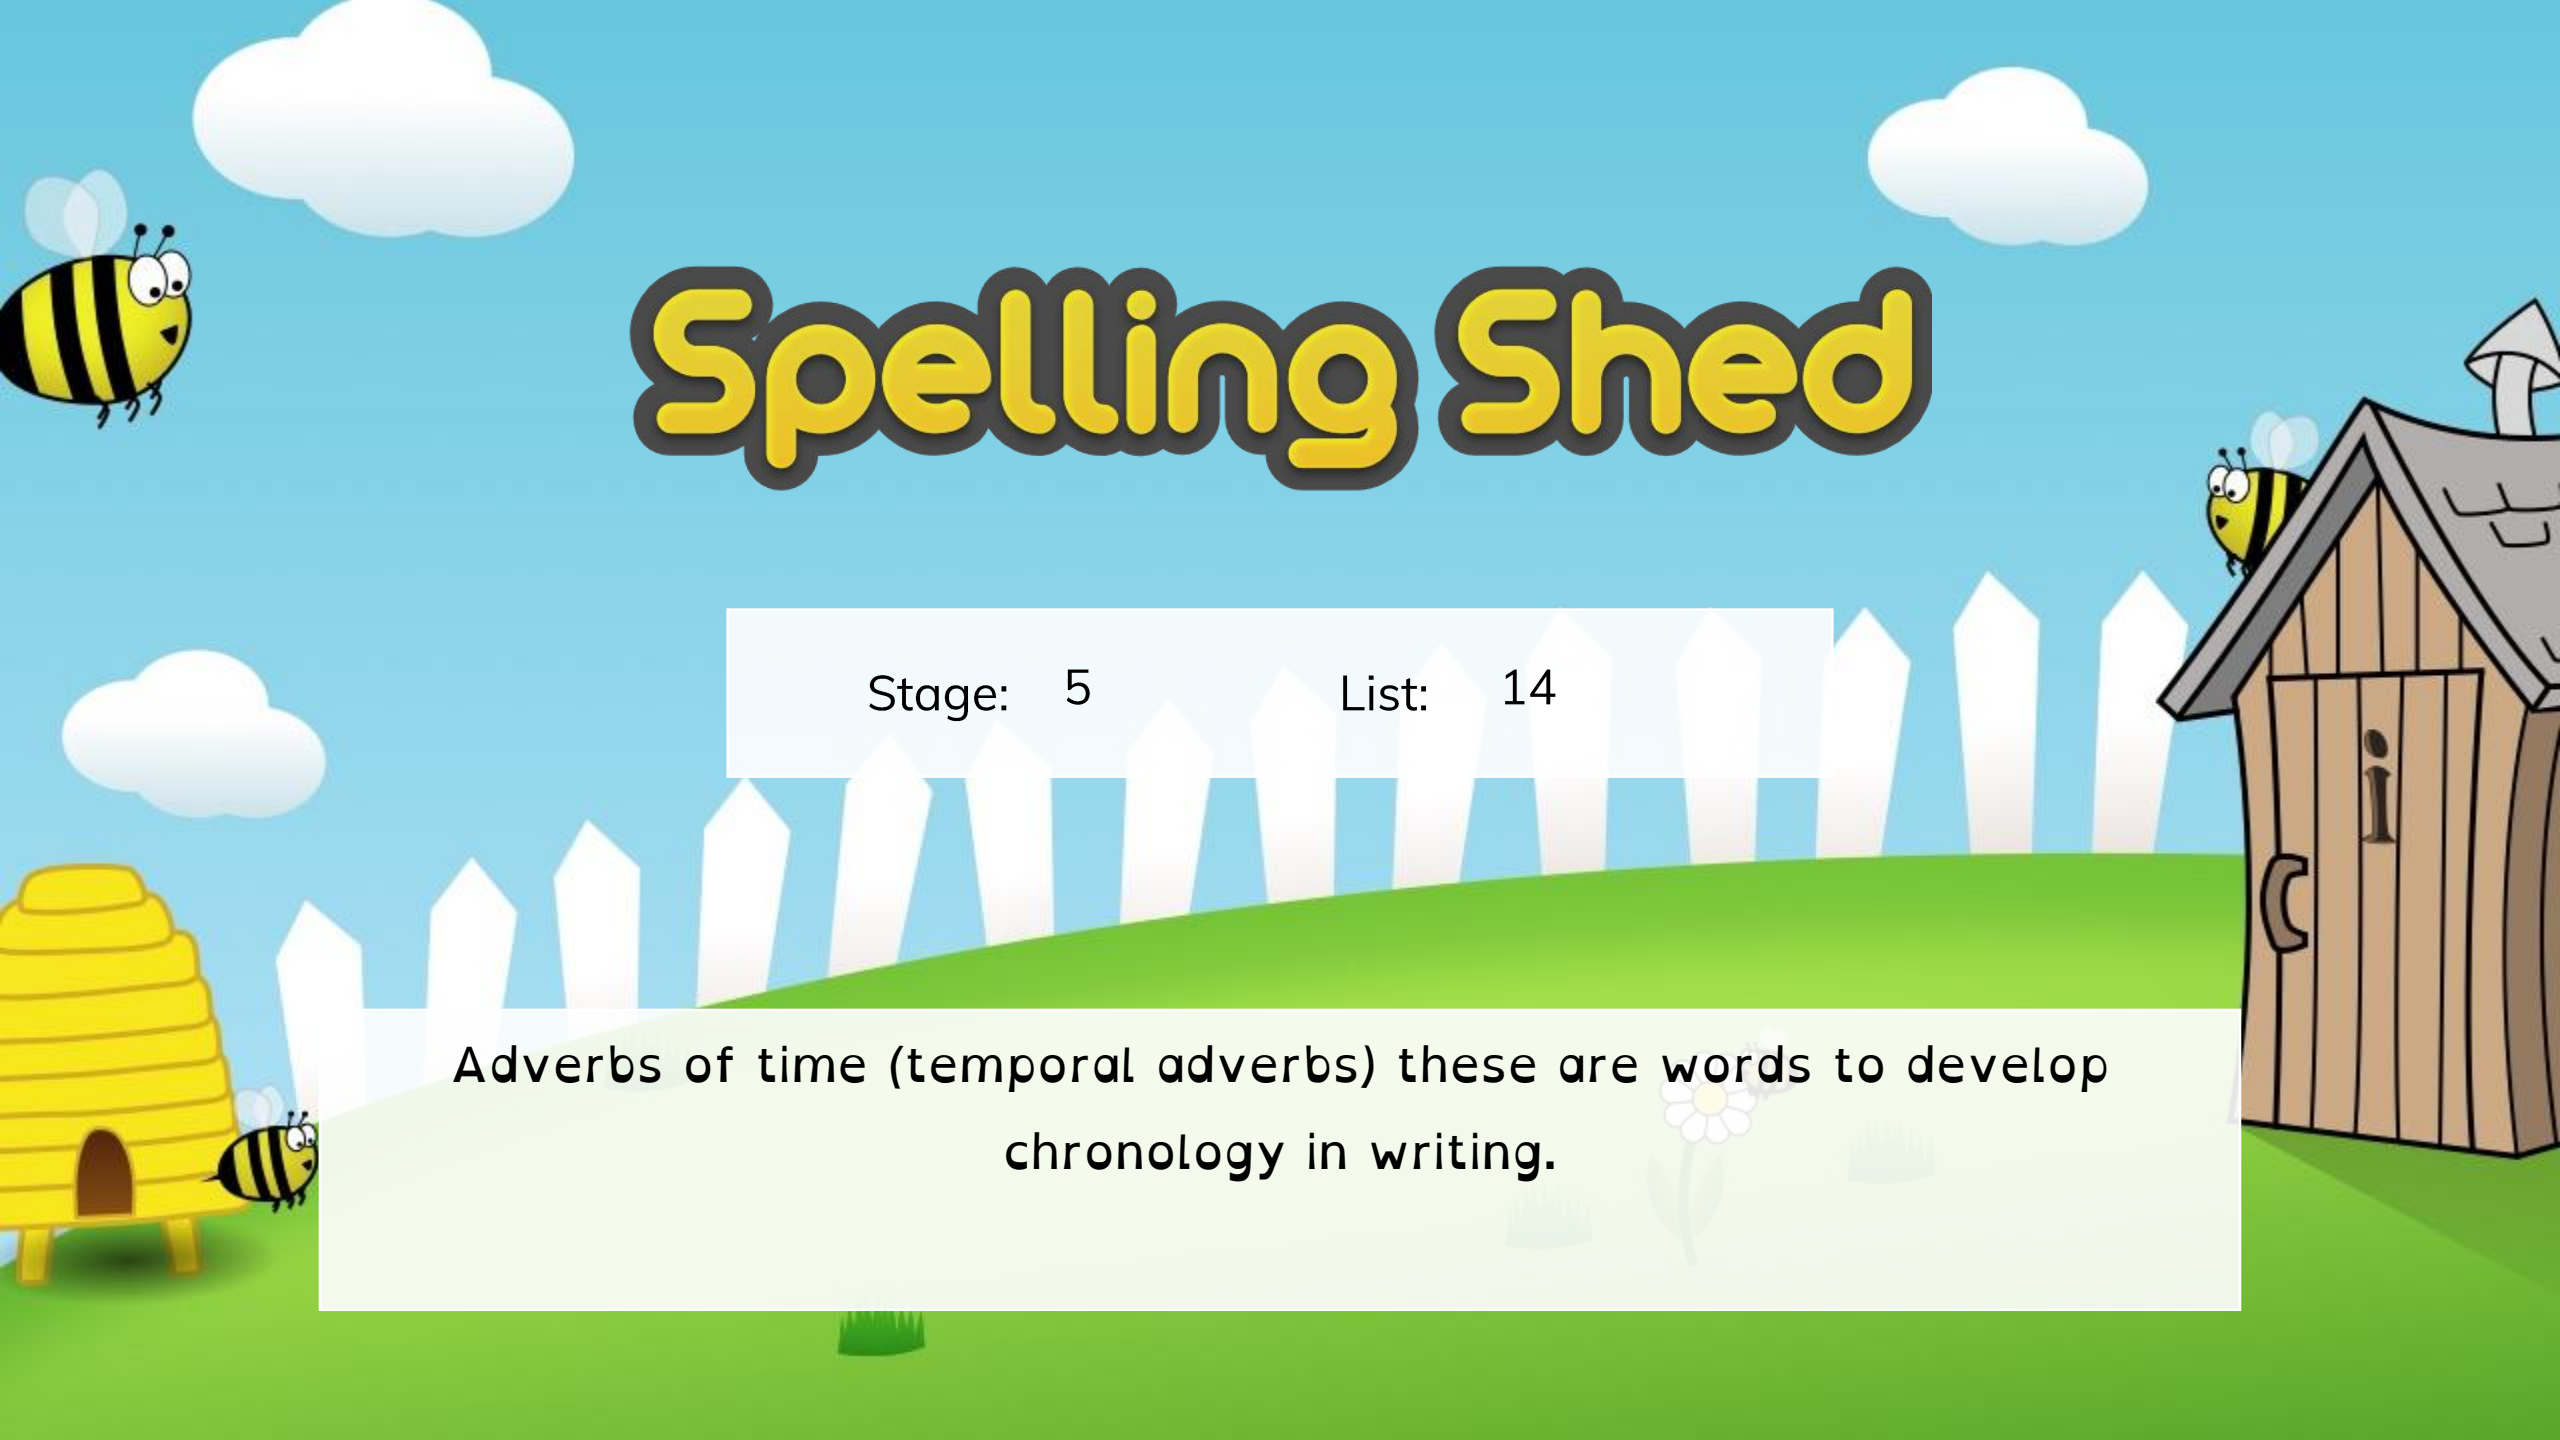 Spelling Shed
Stage: 5 List: 14
i
Adverbs of time (temporal adverbs) these are words to develop
chronology in writing.